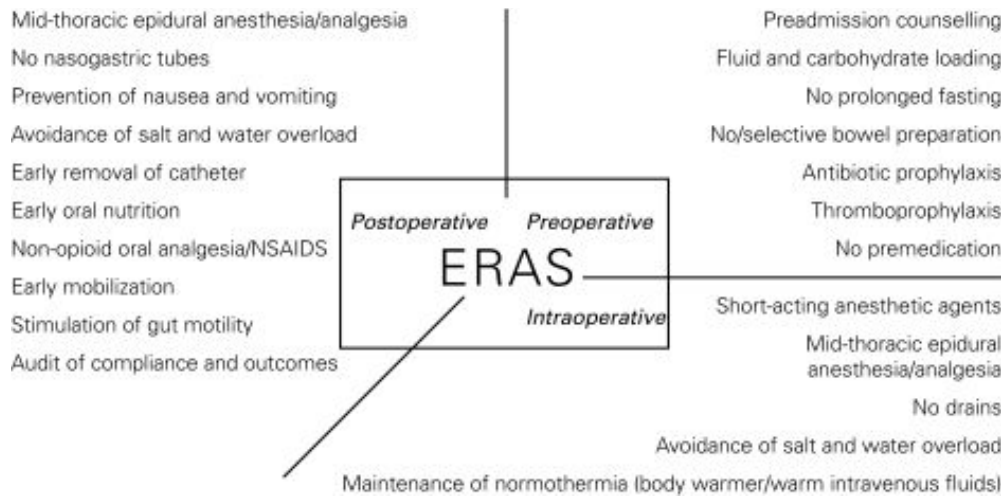 Mid-thoracic epidural anesthesia/analgesia
No nasogastric tubes
Prevention of nausea and vomiting
Avoidance of salt and water overload
Early removal of catheter
Early oral nutrition
Non-opioid oral analgesia/NSAIDS
Early mobilization
Stimulation of gut motility
Audit of compliance and outcomes
Postoperative
Preoperative
ERAS
Intraoperative
Preadmission counselling
Fluid and carbohydrate loading
No prolonged fasting
No/selective bowel preparation
Antibiotic prophylaxis
Thromboprophylaxis
No premedication
Short-acting anesthetic agents
Mid-thoracic epidural
anesthesia/analgesia
No drains
Avoidance of salt and water overload
Maintenance of normothermia (body warmer/warm intravenous fluids)